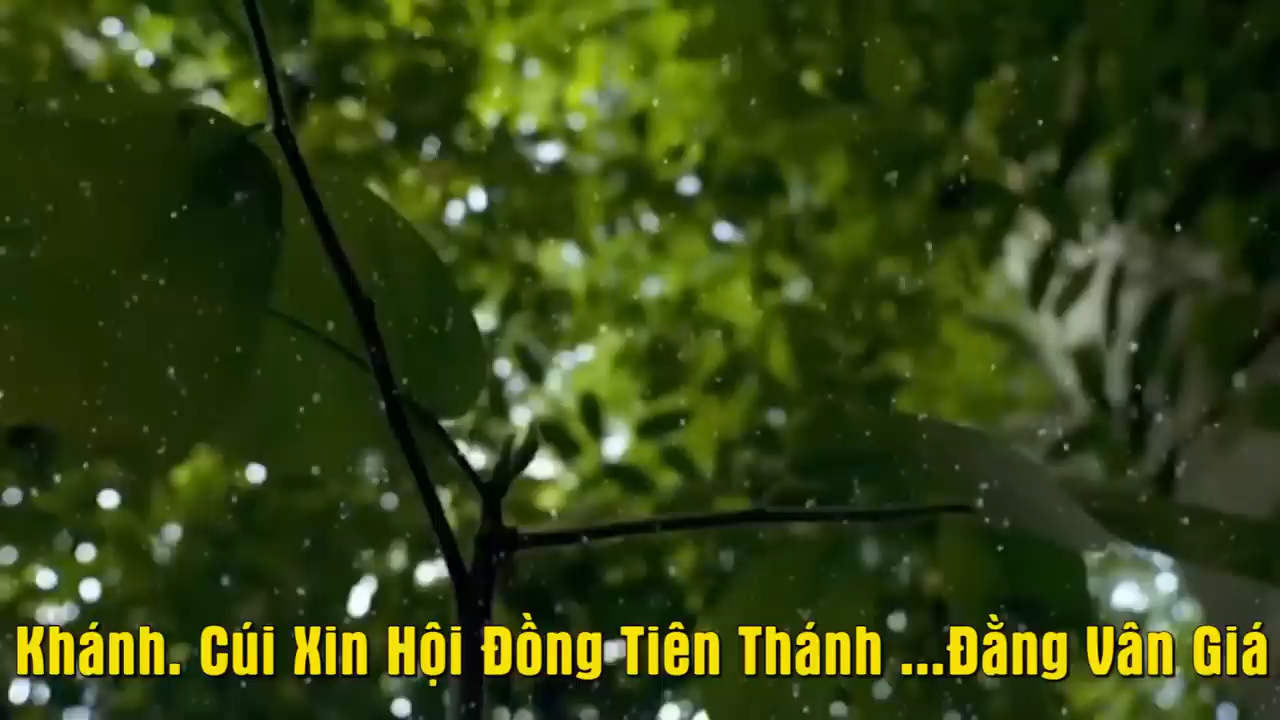 Khánh. Cúi Xin Hội Đồng Tiên Thánh ...Đằng Vân Giá